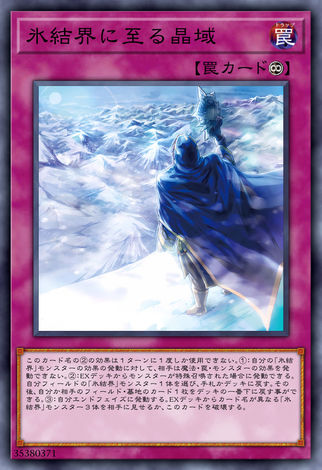 氷結界に至る晶域
トラップ
罠
【罠カード】
このカード名の②の効果は1ターンに1度しか使用できない。①:自分の「氷
結界」モンスターの効果の発動に対して、相手は魔法・罠・モンスターの効果を発
動できない。②:EXデッキからモンスターが特殊召喚された場合に発動できる。
自分フィールドの「氷結界」モンスター1体を選び、手札かデッキに戻す。その
後、自分か相手のフィールド・墓地のカード1枚をデッキの一番下に戻す事がで
きる。③:自分エンドフェイズに発動する。EXデッキからカード名が異なる「氷
結界」モンスター3体を相手に見せるか、このカードを破壊する。
35380371